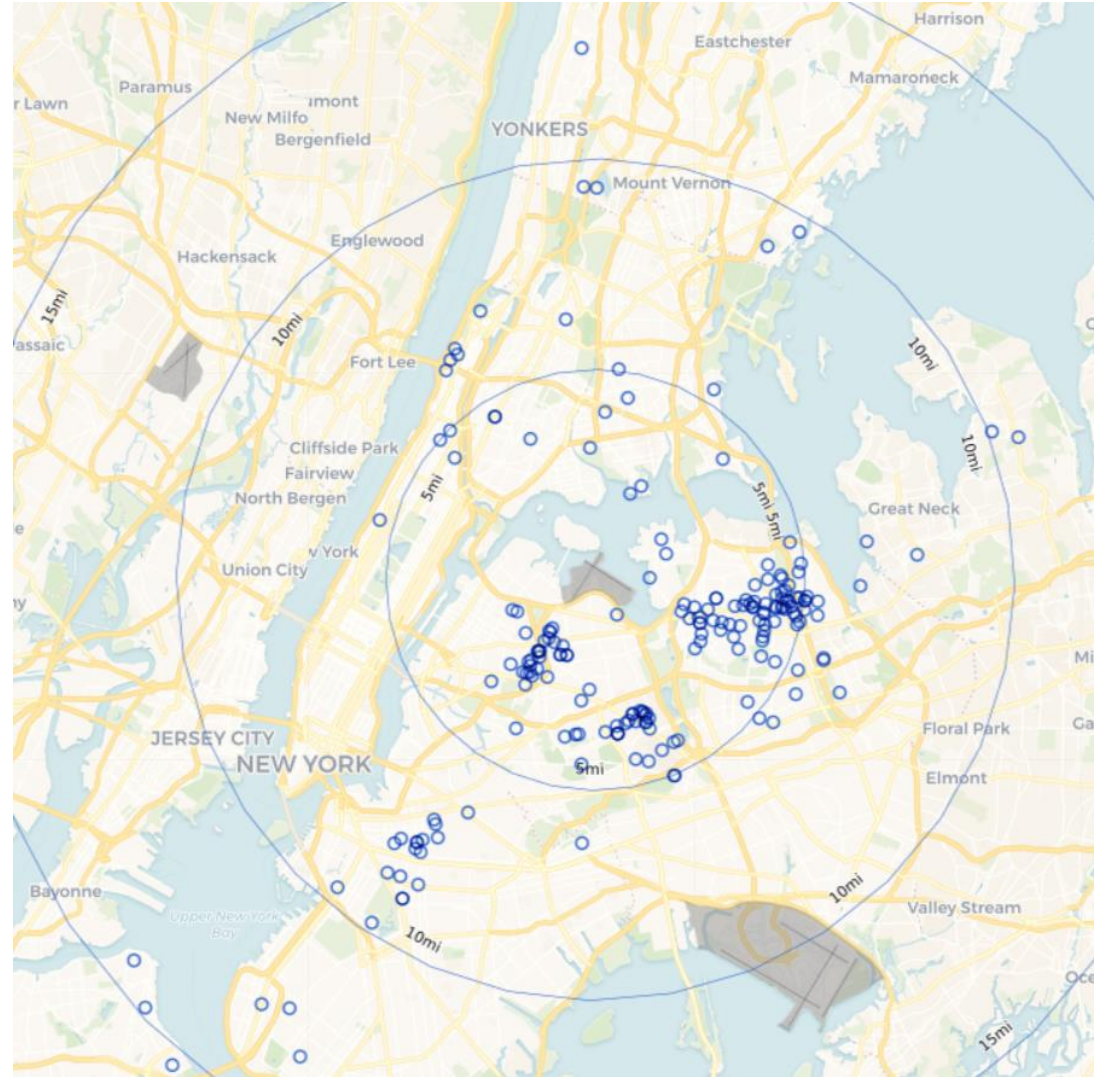 Harrison
Eastchester
Paramus
Mamaroneck
r Lawn
ımont
New Milfo
Bergenfield
YONKERS
Mount Vernon
Englewood
Hackensack
15mi
10mi
10mi
assaic
Fort Lee
10mi
Cliffside Park
Fairview
5mi
5mi 5mi
North Bergen
Great Neck
w York
Union City
Mi
JERSEY CITY
NEW YORK
Floral Park
Ga
5mi
Elmont
Bayonne
10mi
Valley Stream
Upper New York
Bay
10mi
Oce
15mi